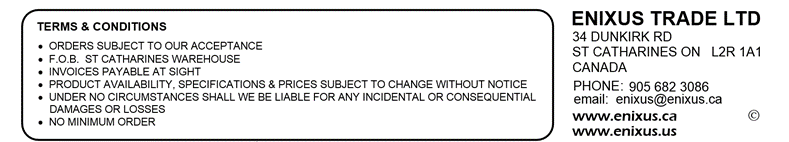 TERMS & CONDITIONS
• ORDERS SUBJECT TO OUR ACCEPTANCE
• F.O.B.  ST CATHARINES WAREHOUSE
• INVOICES PAYABLE AT SIGHT
• PRODUCT AVAILABILITY, SPECIFICATIONS & PRICES SUBJECT TO CHANGE WITHOUT NOTICE
• UNDER NO CIRCUMSTANCES SHALL WE BE LIABLE FOR ANY INCIDENTAL OR CONSEQUENTIAL
DAMAGES OR LOSSES
• NO MINIMUM ORDER
ENIXUS TRADE LTD
34 DUNKIRK RD
ST CATHARINES ON   L2R 1A1
CANADA
PHONE: 905 682 3086
email: enixus@enixus.ca
www.enixus.ca ©
www.enixus.us